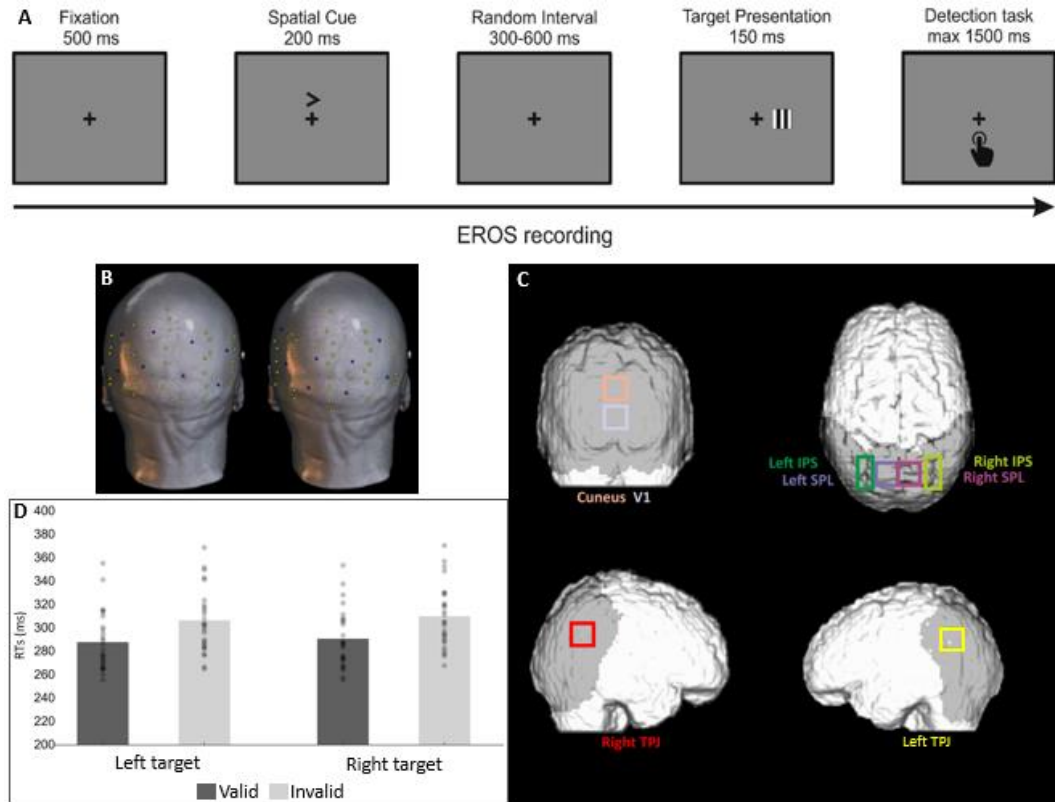 A
Fixation
500 ms
Spatial Cue
200 ms
Random Interval
300-600 ms
Target Presentation
150 ms
Detection task
max 1500 ms
EROS recording
B
C
Cuneus V1
Left IPS
Left SPL
Right IPS
Right SPL
Right TPJ
Left TPJ
D
RTs (ms)
400
380
360
340
320
300
280
260
240
220
200
Left target
Right target
Valid
Invalid